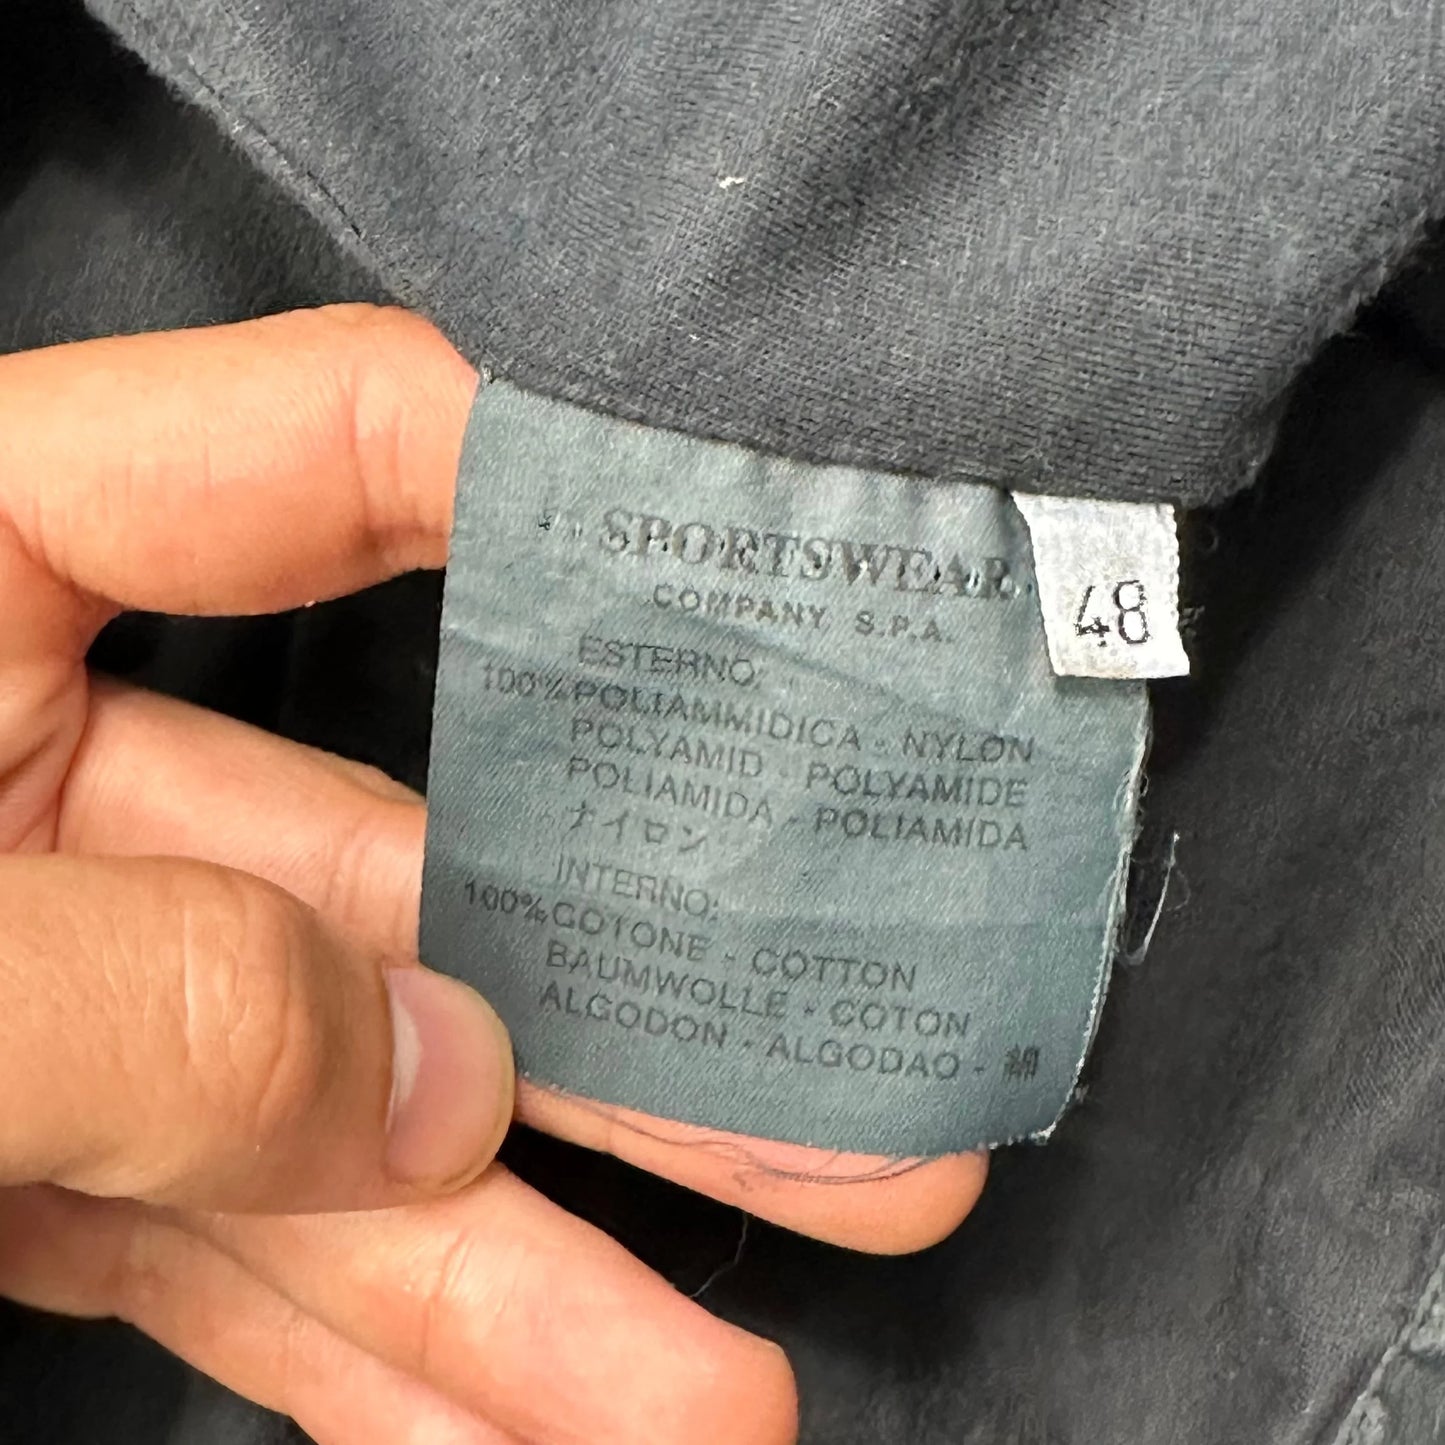 SPORTSWEAR
COMPANY S.P.A.
48
ESTERNO:
100% POLIAMMIDICA - NYLON
POLYAMID - POLYAMIDE
POLIAMIDA - POLIAMIDA
ナイロン
INTERNO:
100% COTONE - COTTON
BAUMWOLLE - COTON
ALGODON - ALGODAO - 綿